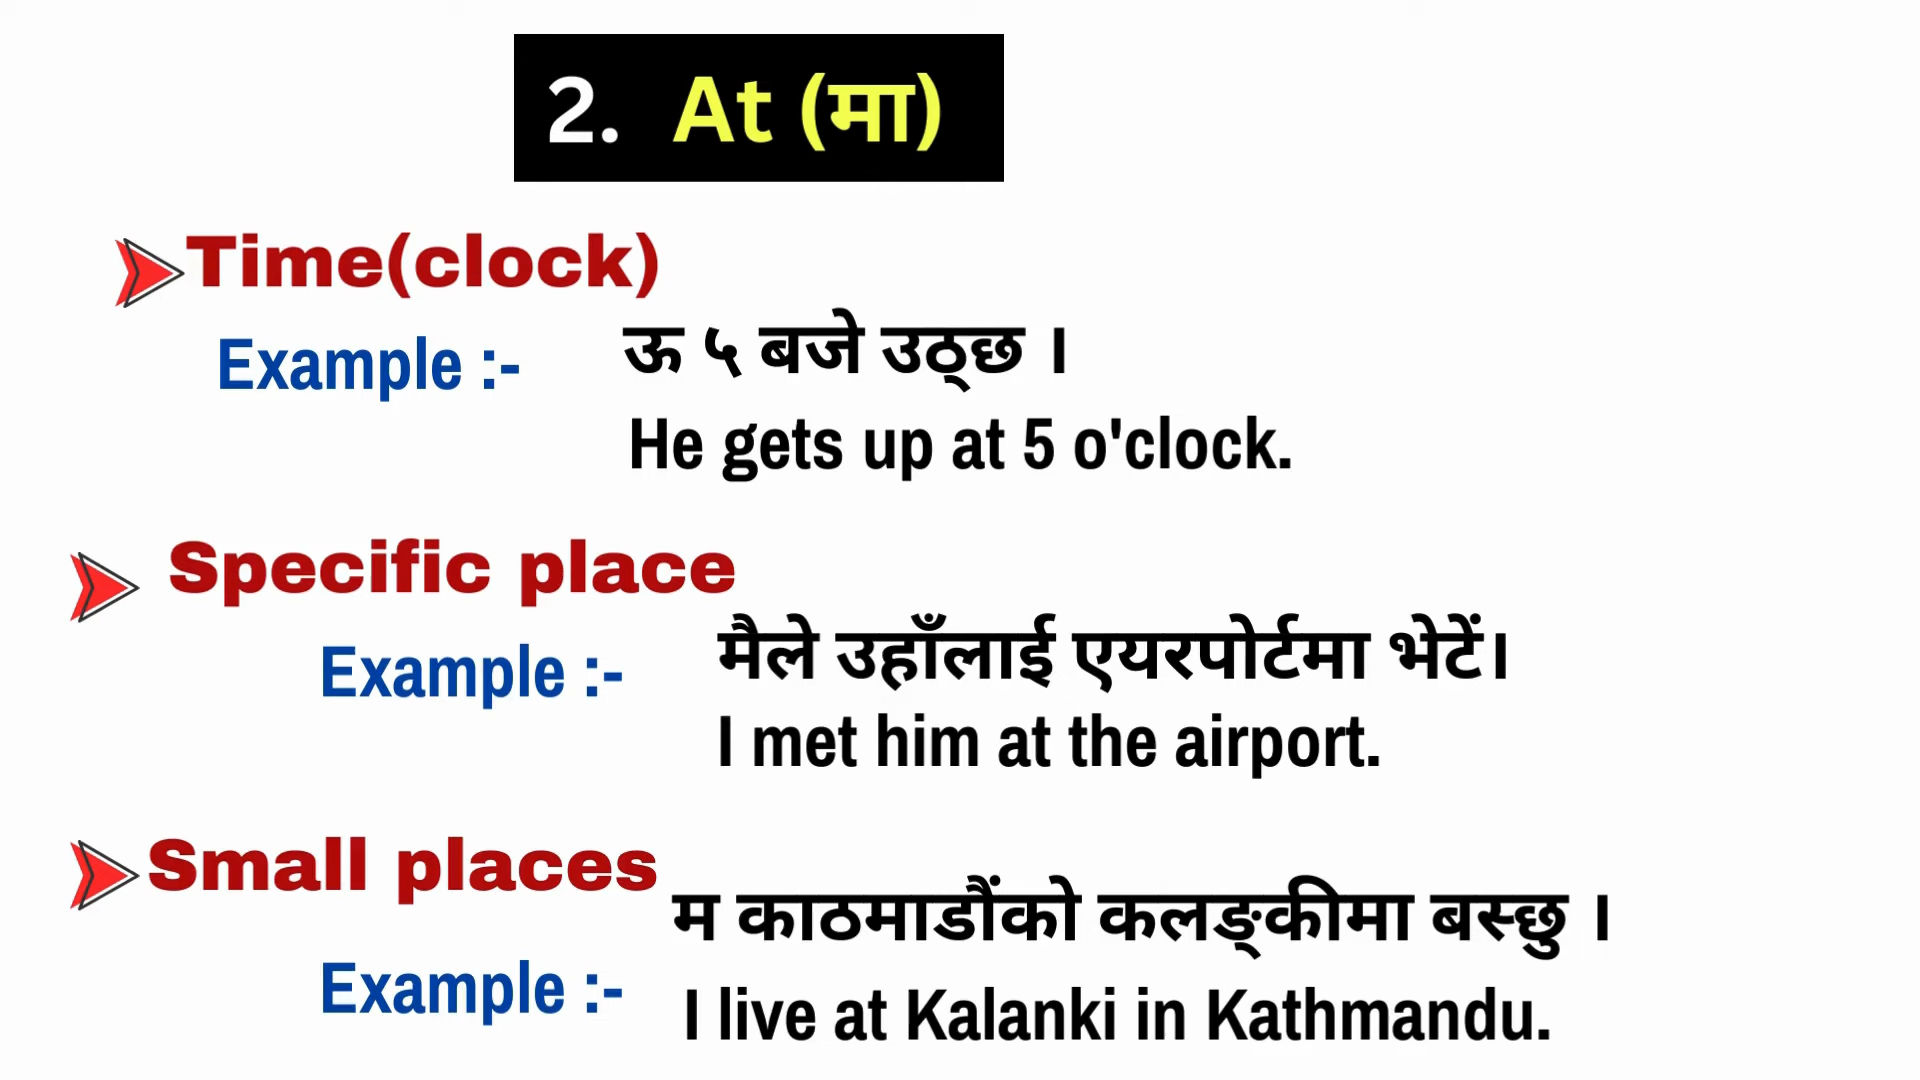 2. At (मा)
Time(clock)
Example :- ऊ ५ बजे उठ्छ ।
He gets up at 5 o'clock.
Specific place
Example :- मैले उहाँलाई एयरपोर्टमा भेटें।
I met him at the airport.
Small places
म काठमाडौंको कलङ्कीमा बस्छु ।
Example :- I live at Kalanki in Kathmandu.